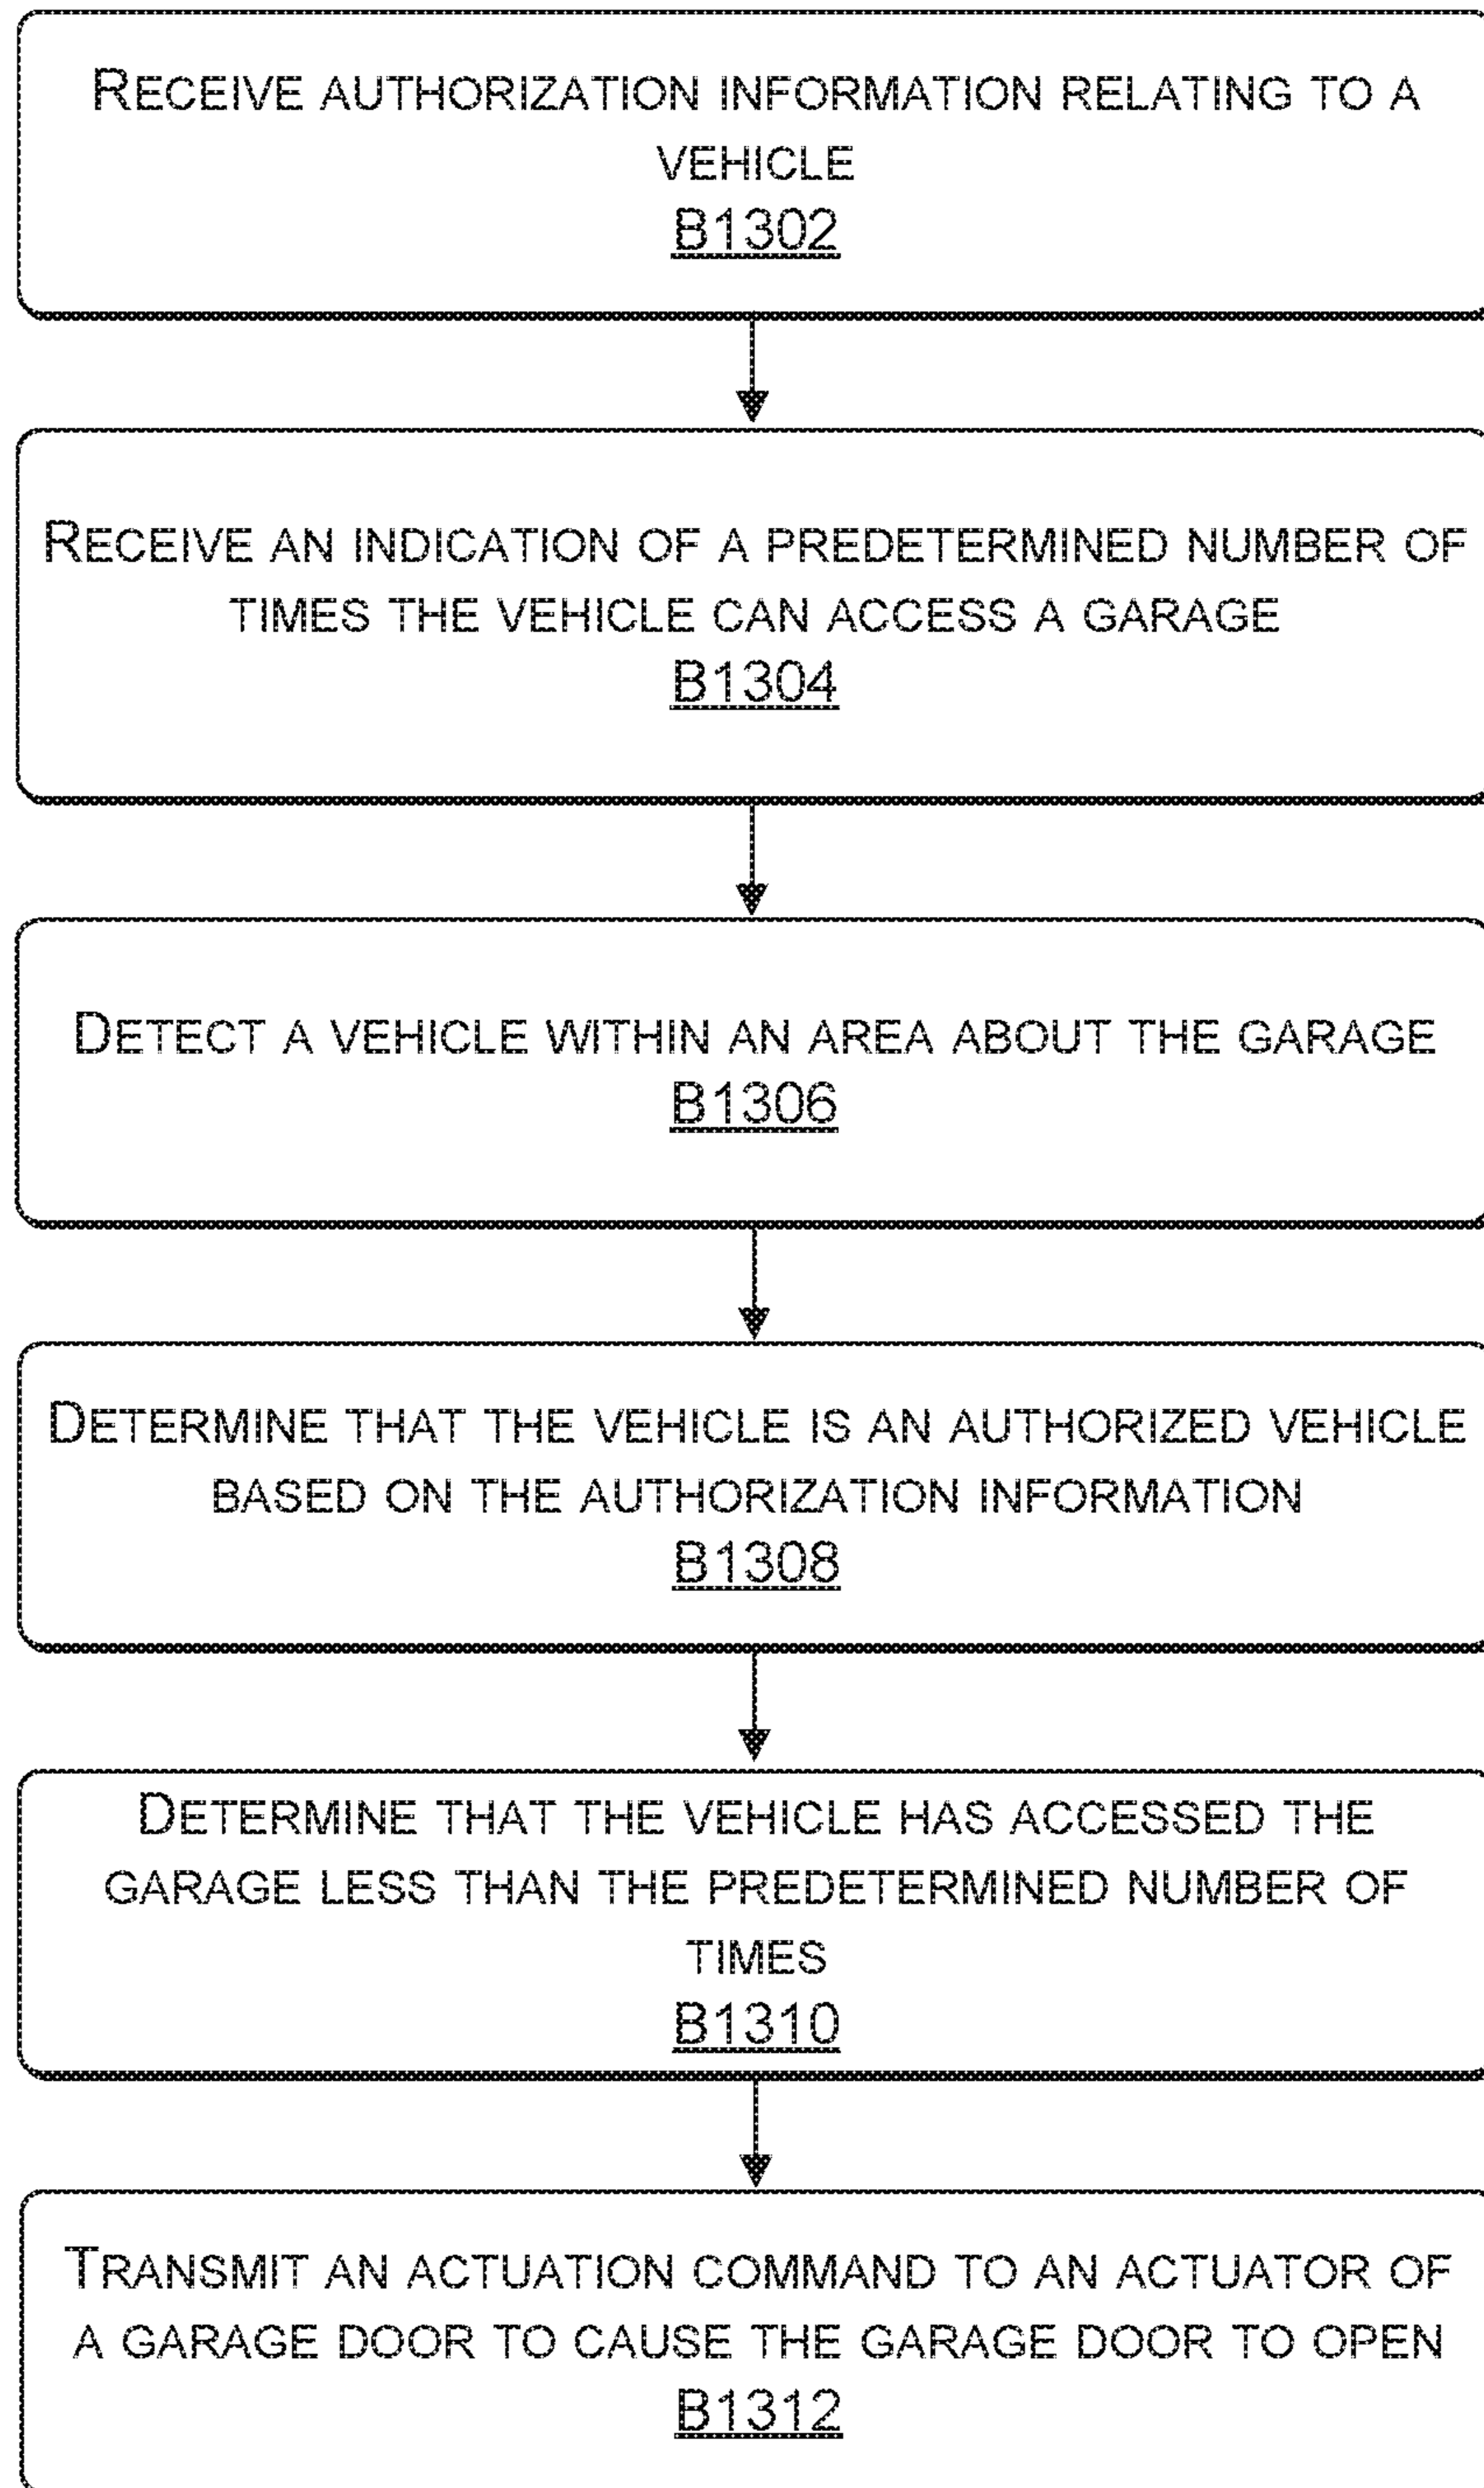 RECEIVE AUTHORIZATION INFORMATION RELATING TO A
VEHICLE
B1302
RECEIVE AN INDICATION OF A PREDETERMINED NUMBER OF
TIMES THE VEHICLE CAN ACCESS A GARAGE
B1304
DETECT A VEHICLE WITHIN AN AREA ABOUT THE GARAGE
B1306
DETERMINE THAT THE VEHICLE IS AN AUTHORIZED VEHICLE
BASED ON THE AUTHORIZATION INFORMATION
B1308
DETERMINE THAT THE VEHICLE HAS ACCESSED THE
GARAGE LESS THAN THE PREDETERMINED NUMBER OF
TIMES
B1310
TRANSMIT AN ACTUATION COMMAND TO AN ACTUATOR OF
A GARAGE DOOR TO CAUSE THE GARAGE DOOR TO OPEN
B1312